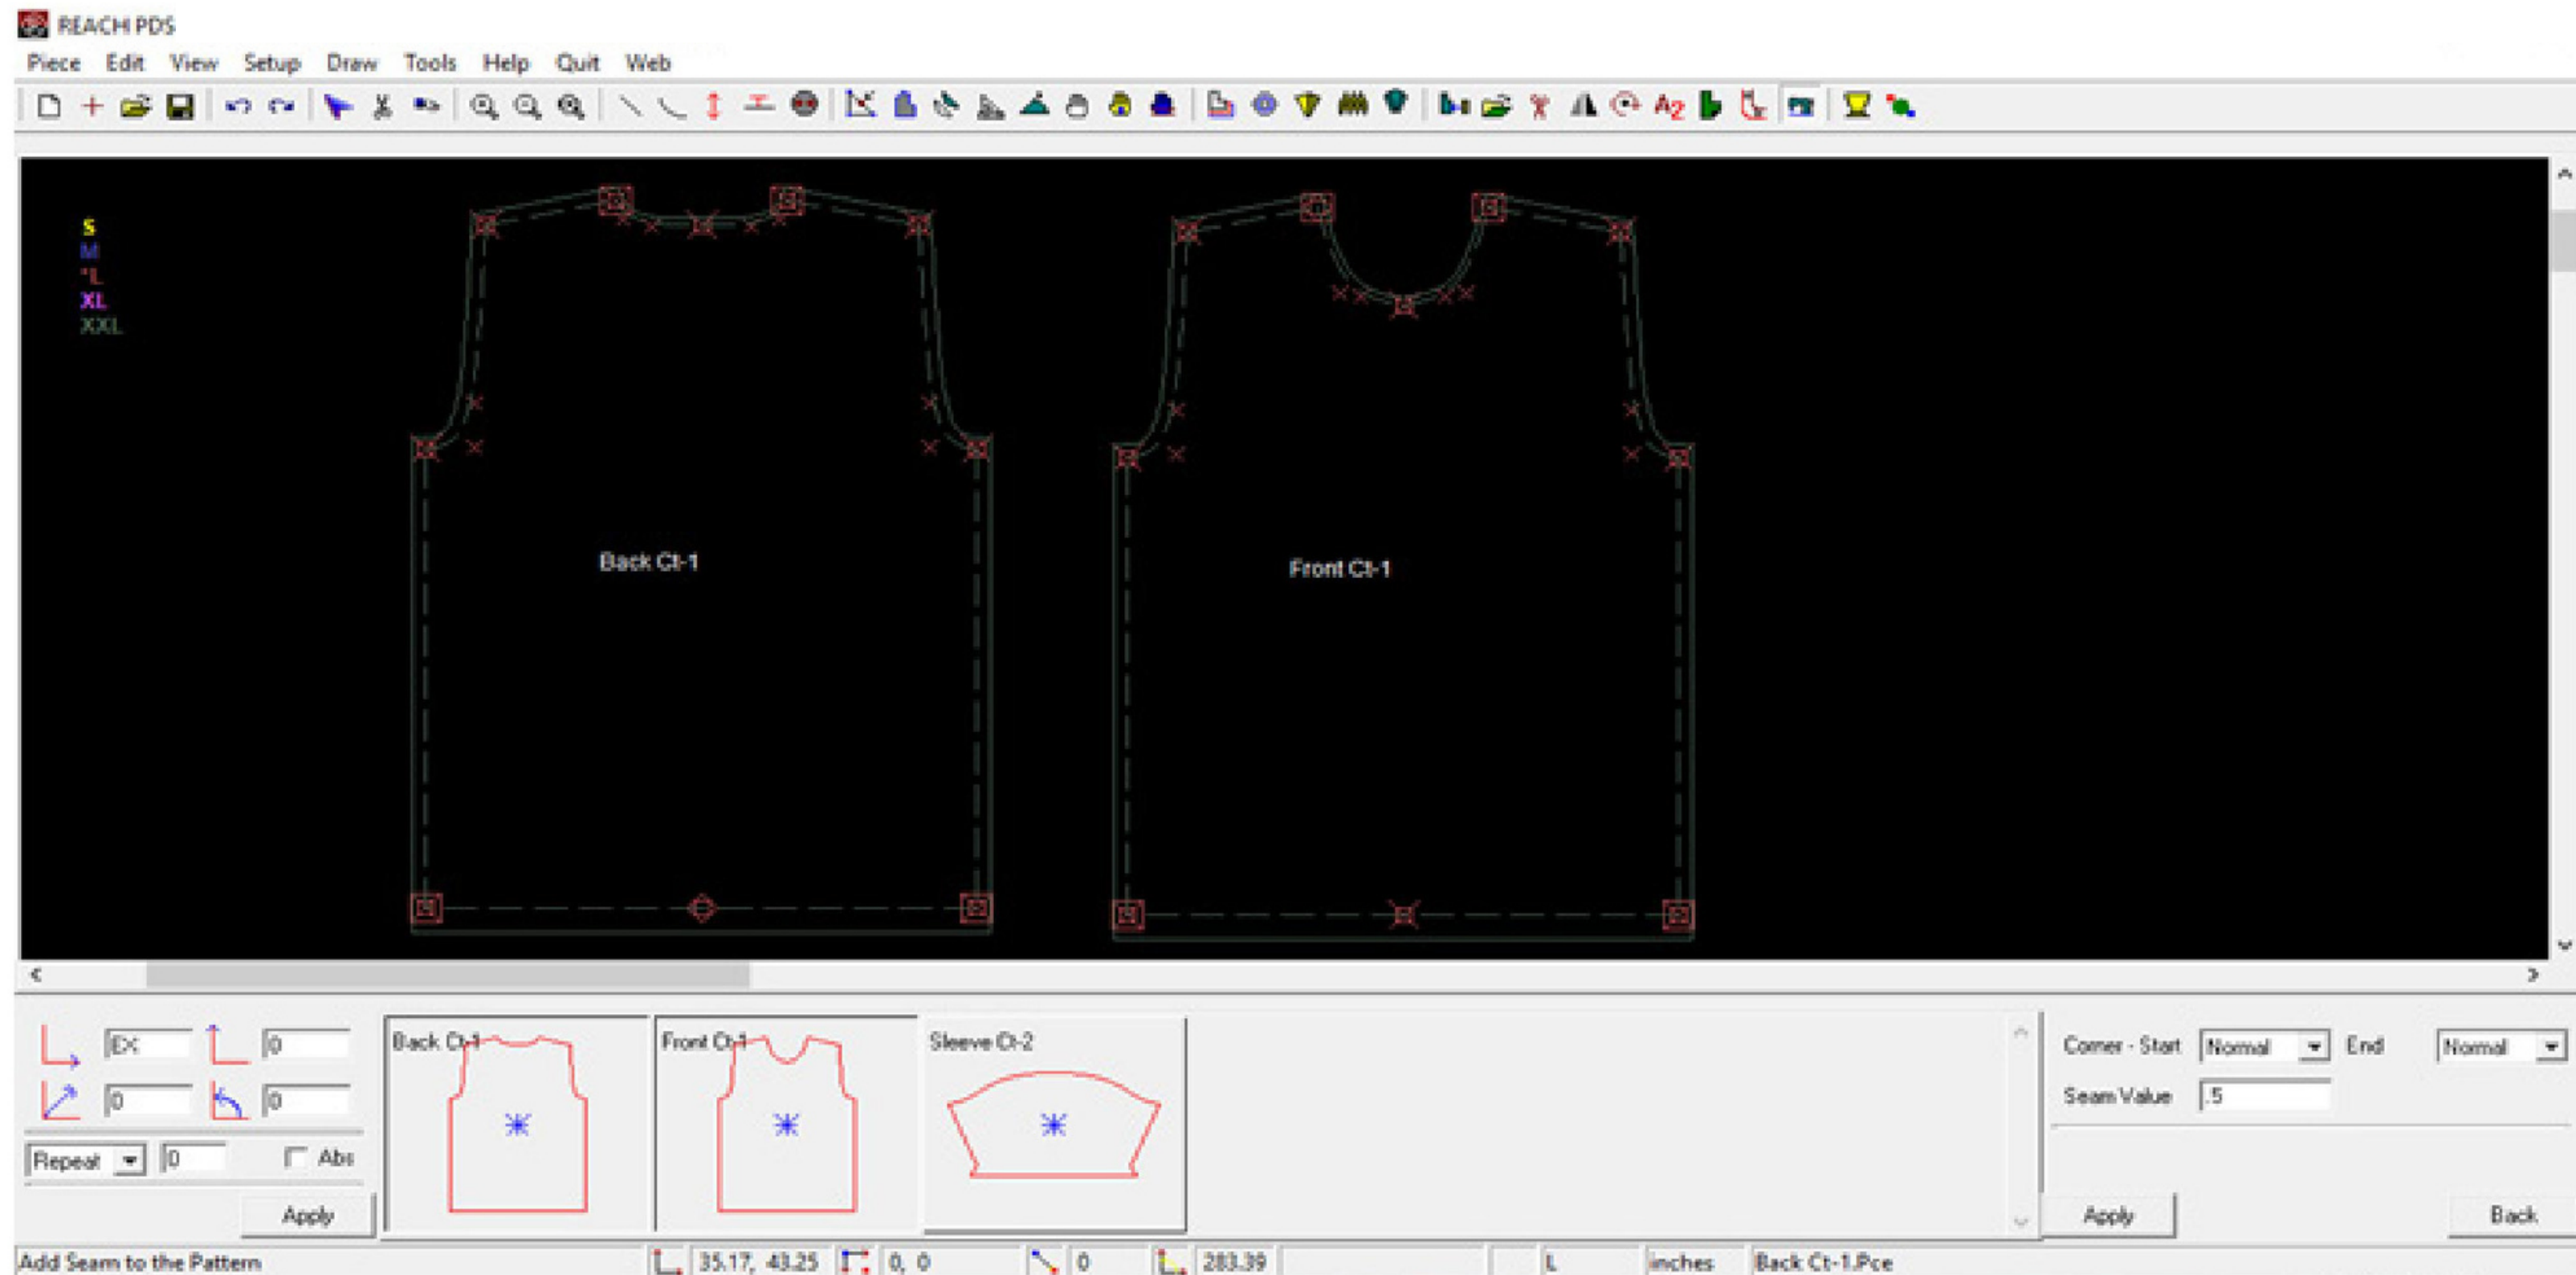 REACH PDS
Piece Edit View Setup Draw Tools Help Quit Web
S
M
*L
XL
XXL
Back Ct-1
Front Ct-1
EX 0
0 0
Repeat 0 Abs
Apply
Back Ct-1 Front Ct-1 Sleeve Ct-2
Corner - Start Normal End Normal
Seam Value .5
Apply Back
Add Seam to the Pattern 35.17, 43.25 0, 0 0 283.39 L inches Back Ct-1.Pce